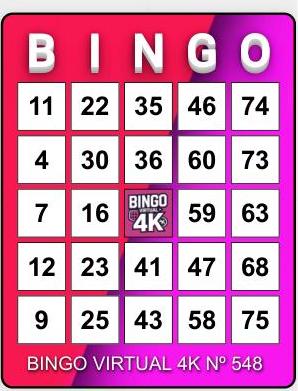 B I N G O
11 22 35 46 74
4 30 36 60 73
7 16 BINGO VIRTUAL 4K 59 63
12 23 41 47 68
9 25 43 58 75
BINGO VIRTUAL 4K Nº 548